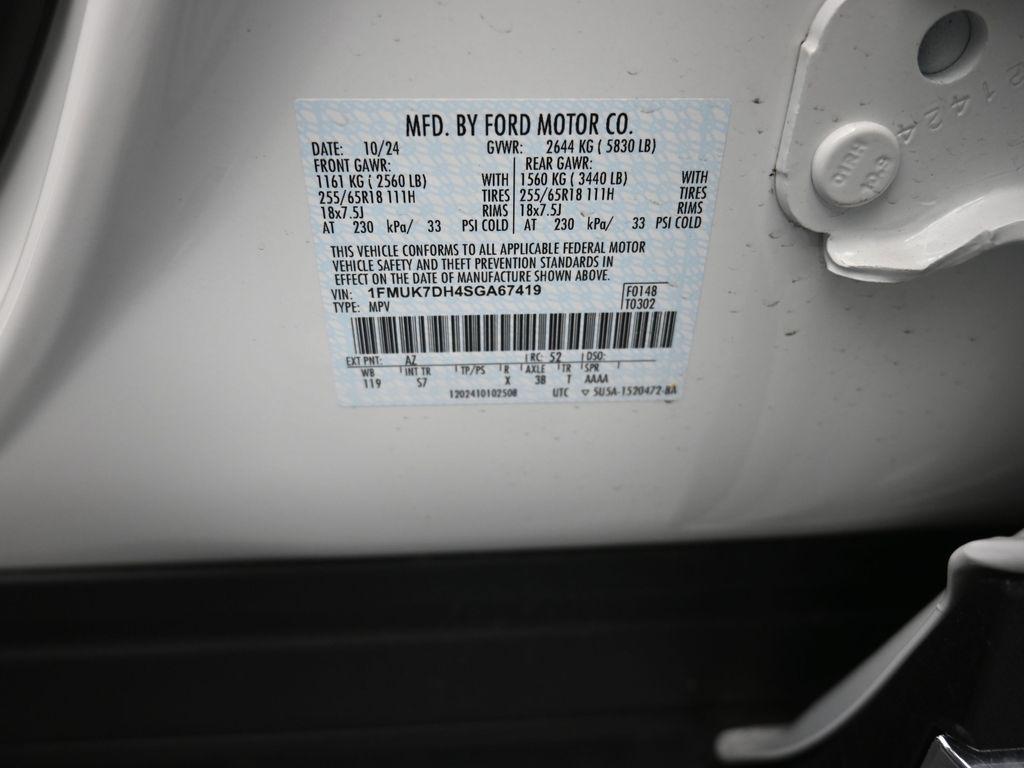 MFD. BY FORD MOTOR CO.
DATE: 10/24 GVWR: 2644 KG ( 5830 LB)
FRONT GAWR: REAR GAWR:
1161 KG ( 2560 LB) WITH 1560 KG ( 3440 LB) WITH
255/65R18 111H TIRES 255/65R18 111H TIRES
18x7.5J RIMS 18x7.5J RIMS
AT 230 kPa/ 33 PSI COLD AT 230 kPa/ 33 PSI COLD
THIS VEHICLE CONFORMS TO ALL APPLICABLE FEDERAL MOTOR
VEHICLE SAFETY AND THEFT PREVENTION STANDARDS IN
EFFECT ON THE DATE OF MANUFACTURE SHOWN ABOVE.
VIN: 1FMUK7DH4SGA67419 F0148
TYPE: MPV T0302
EXT PNT: AZ RC: 52 DSO:
WB INT TR TP/PS R AXLE TR SPR
119 S7 X 3B T AAAA
1202410102508 UTC ▽ SU5A-1520472-BA
21424
10.9